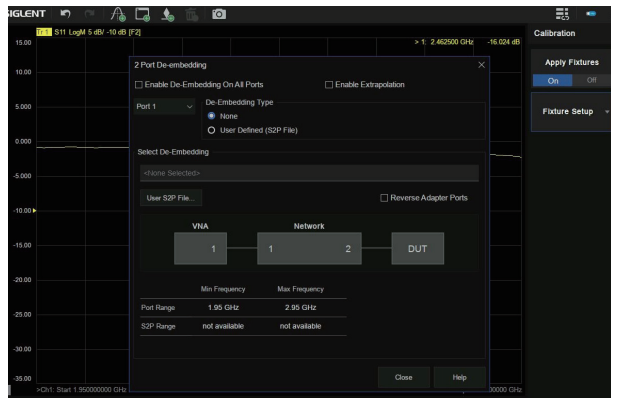 SIGLENT
Tr 1 S11 LogM 5 dB/ -10 dB [F2]
> 1: 2.462500 GHz -16.024 dB
Calibration
15.00
10.00
5.000
0.000
-5.000
-10.00
-15.00
-20.00
-25.00
-30.00
-35.00
2 Port De-embedding
Enable De-Embedding On All Ports
Enable Extrapolation
Port 1
De-Embedding Type
None
User Defined (S2P File)
Select De-Embedding
<None Selected>
User S2P File...
Reverse Adapter Ports
VNA Network
1 1 2 DUT
Min Frequency Max Frequency
Port Range 1.95 GHz 2.95 GHz
S2P Range not available not available
Close Help
>Ch1: Start 1.950000000 GHz
00000 GHz
Apply Fixtures
On Off
Fixture Setup